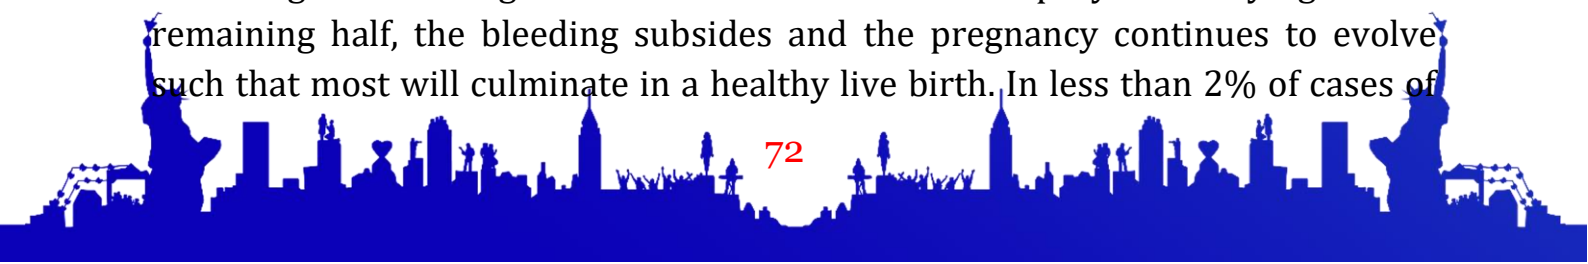 remaining half, the bleeding subsides and the pregnancy continues to evolve
such that most will culminate in a healthy live birth. In less than 2% of cases of
72